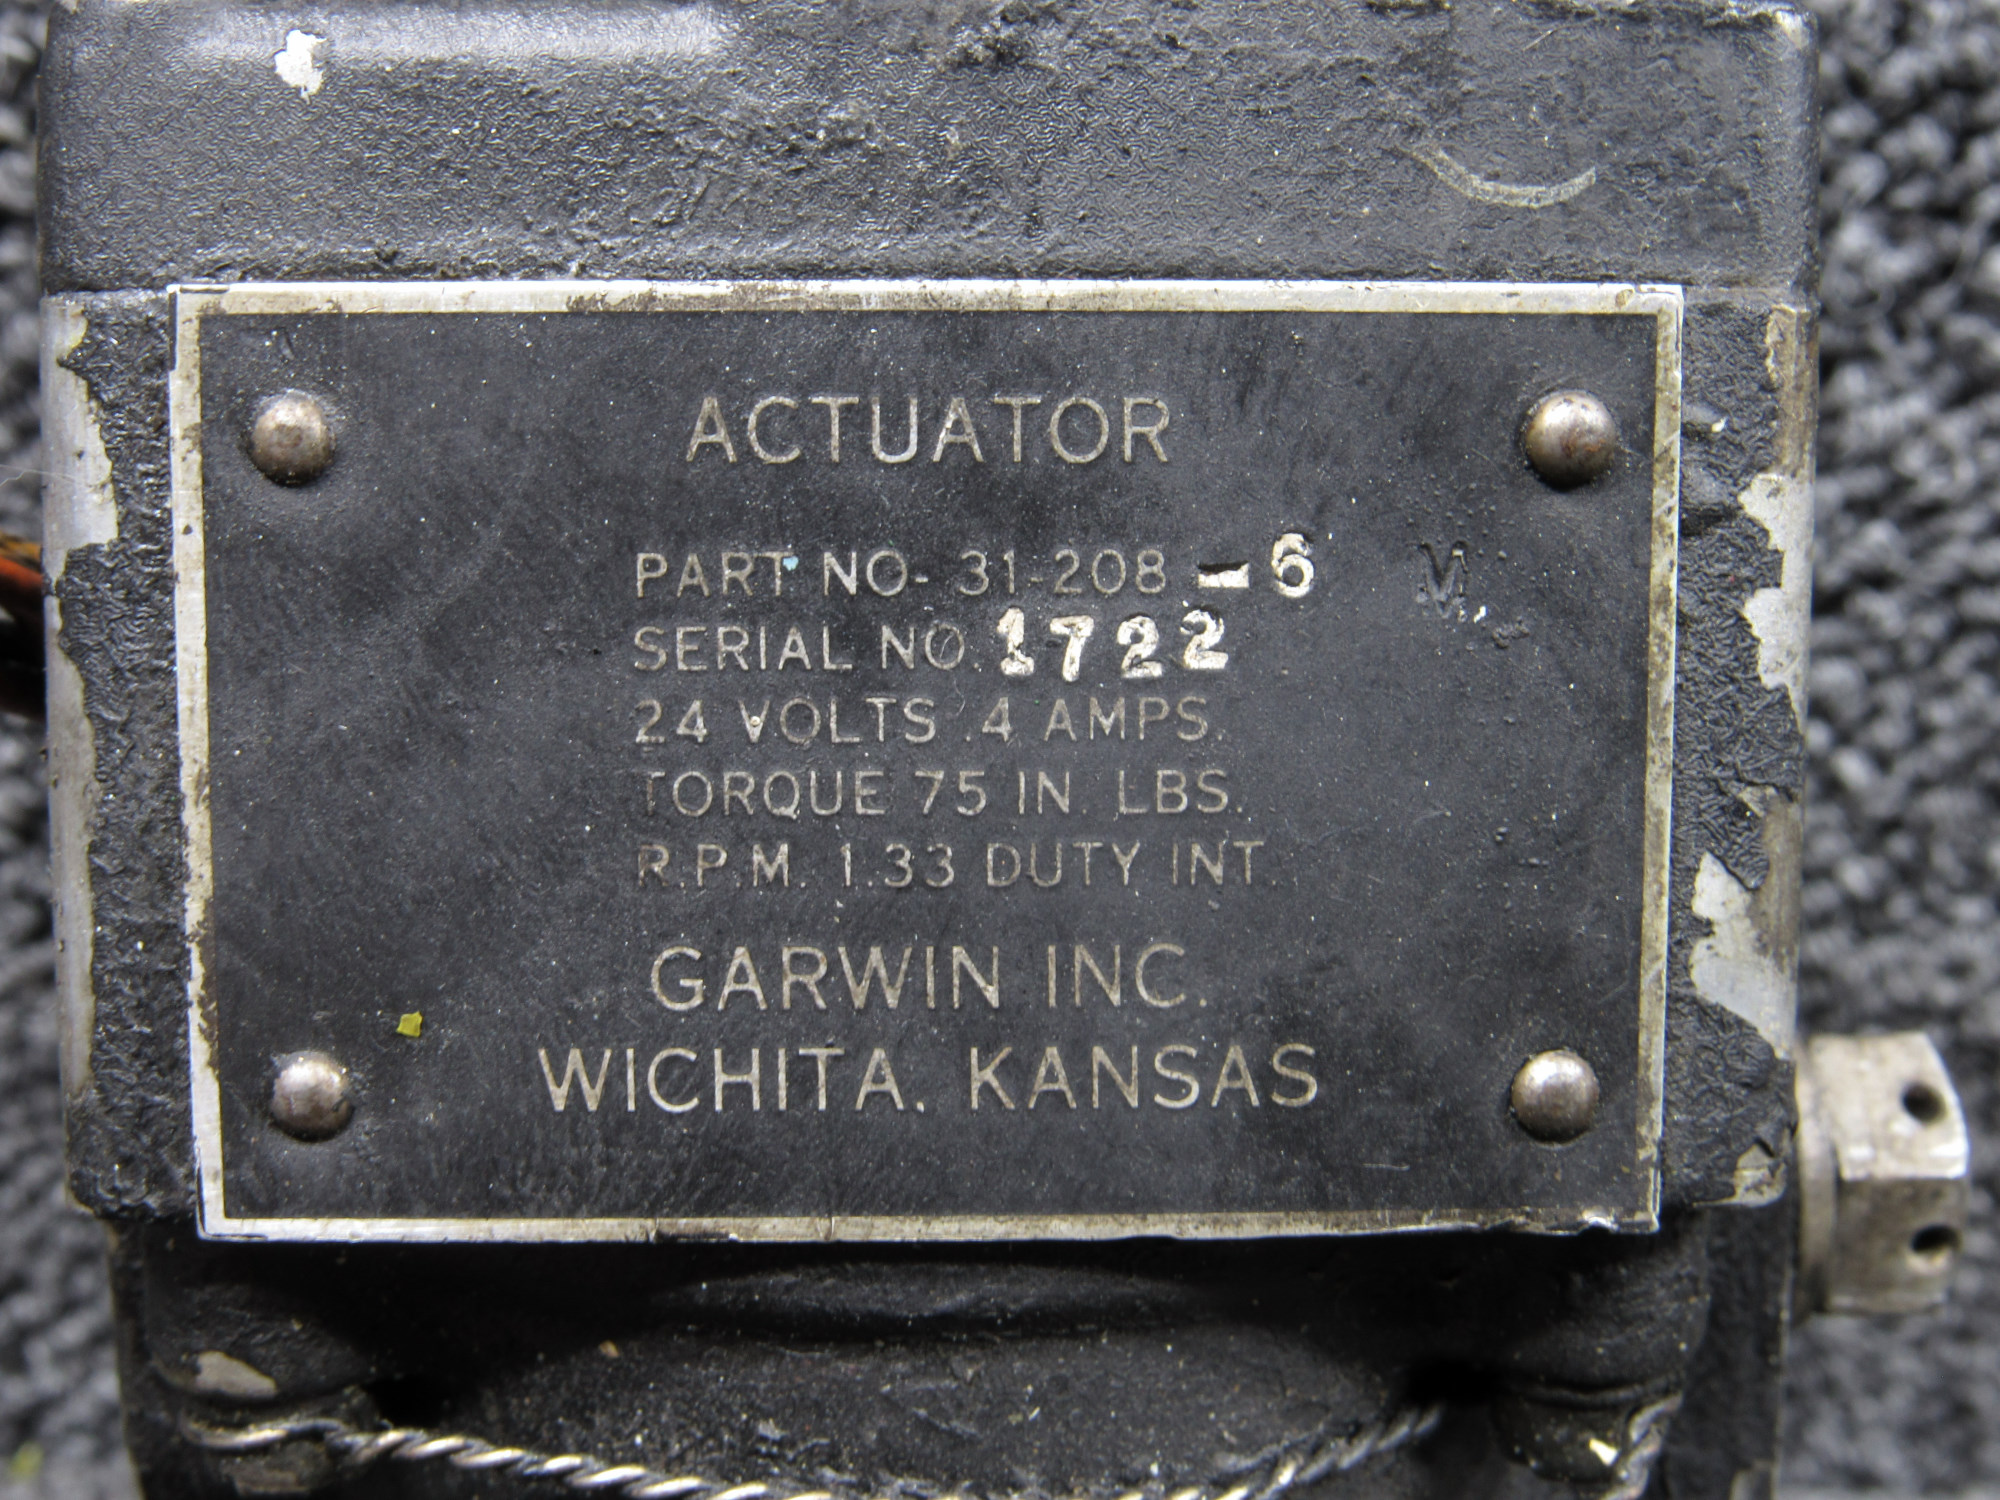 ACTUATOR
PART NO- 31-208-6 M
SERIAL NO. 1722
24 VOLTS .4 AMPS.
TORQUE 75 IN. LBS.
R.P.M. 1.33 DUTY INT.
GARWIN INC.
WICHITA, KANSAS